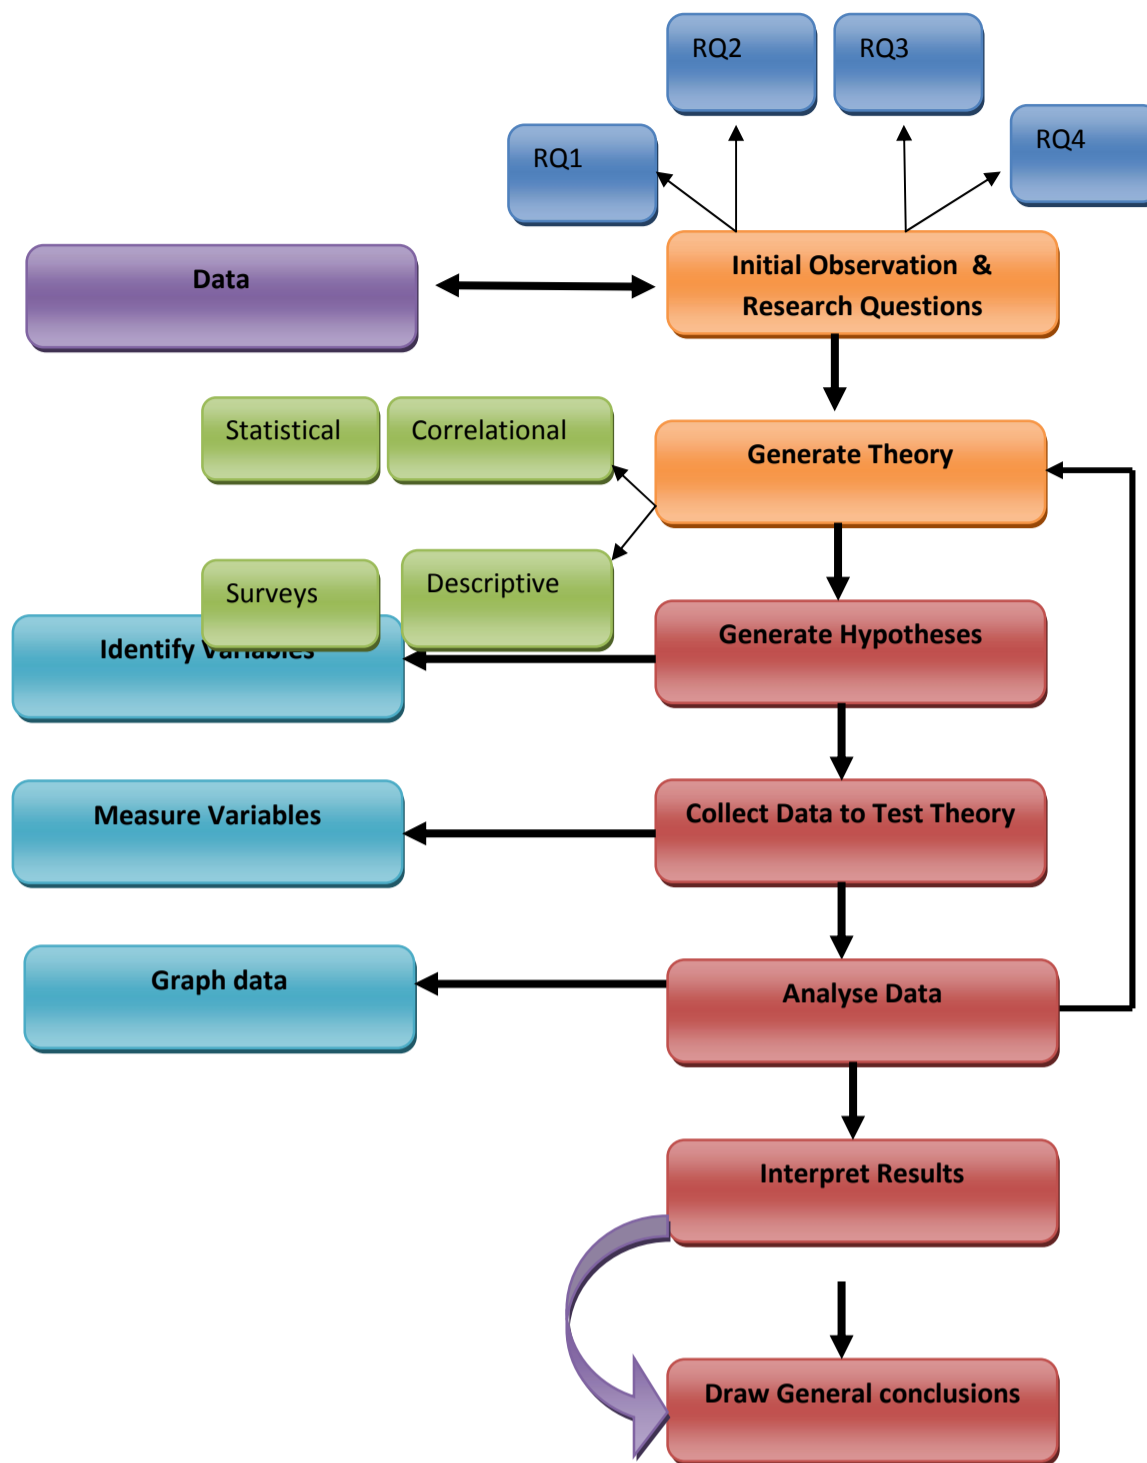 RQ2
RQ3
RQ1
RQ4
Data
Initial Observation &
Research Questions
Statistical
Correlational
Generate Theory
Surveys
Descriptive
Identify Variables
Generate Hypotheses
Measure Variables
Collect Data to Test Theory
Graph data
Analyse Data
Interpret Results
Draw General conclusions